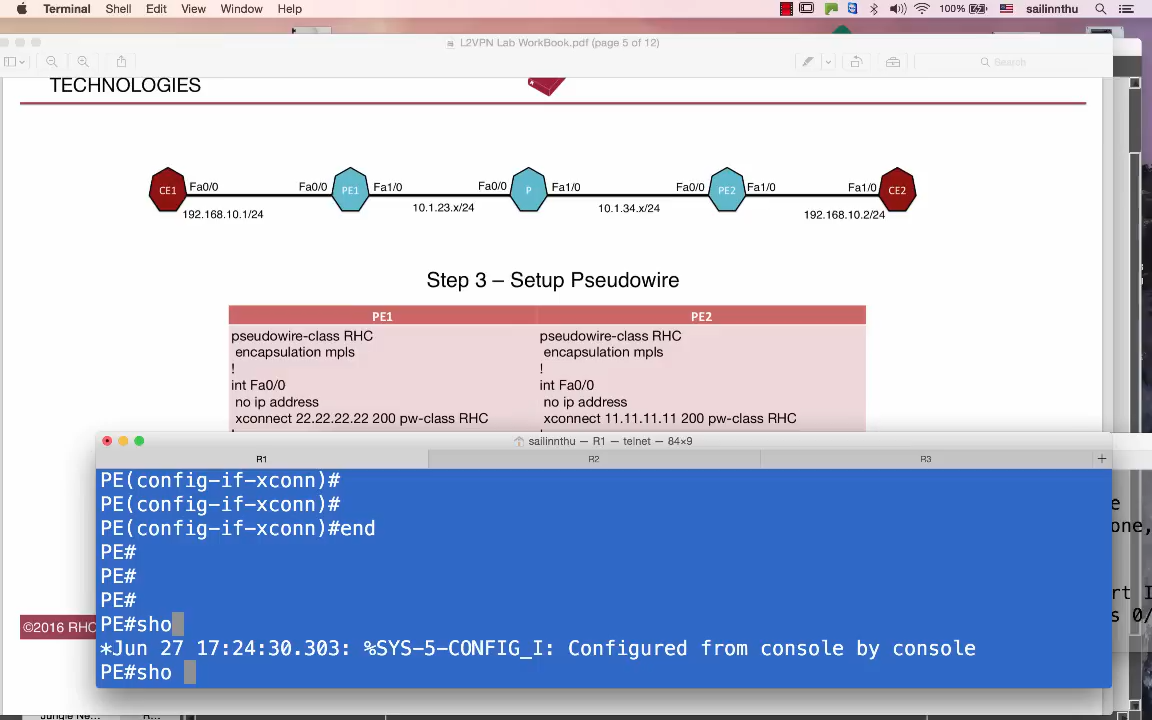 Terminal Shell Edit View Window Help 100% sailinnthu
L2VPN Lab WorkBook.pdf (page 5 of 12)
Search
TECHNOLOGIES
CE1 Fa0/0 Fa0/0 PE1 Fa1/0 Fa0/0 P Fa1/0 Fa0/0 PE2 Fa1/0 Fa1/0 CE2
192.168.10.1/24 10.1.23.x/24 10.1.34.x/24 192.168.10.2/24
Step 3 – Setup Pseudowire
PE1 PE2
pseudowire-class RHC pseudowire-class RHC
encapsulation mpls encapsulation mpls
! !
int Fa0/0 int Fa0/0
no ip address no ip address
xconnect 22.22.22.22 200 pw-class RHC xconnect 11.11.11.11 200 pw-class RHC
sailinnthu — R1 — telnet — 84×9
R1 R2 R3 +
PE(config-if-xconn)#
PE(config-if-xconn)#
PE(config-if-xconn)#end
PE#
PE#
PE#
PE#sho
*Jun 27 17:24:30.303: %SYS-5-CONFIG_I: Configured from console by console
PE#sho
©2016 RHC
one,
rt I
s 0/
Jungle Ne... R...